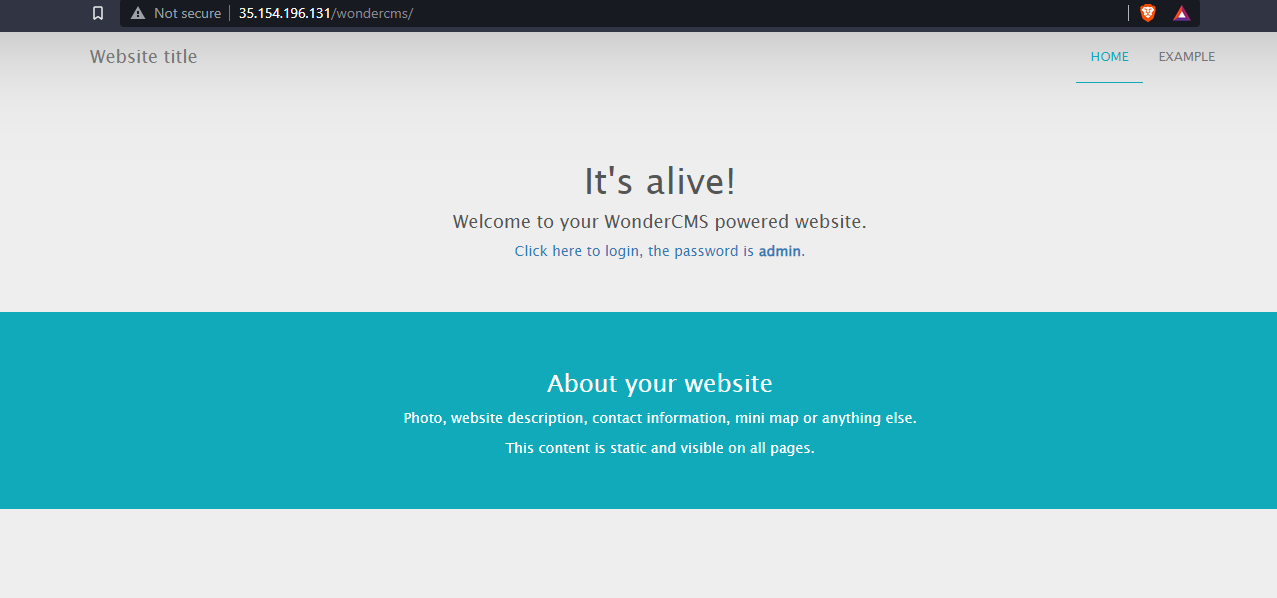 Not secure 35.154.196.131/wondercms/
Website title HOME EXAMPLE
It's alive!
Welcome to your WonderCMS powered website.
Click here to login, the password is admin.
About your website
Photo, website description, contact information, mini map or anything else.
This content is static and visible on all pages.